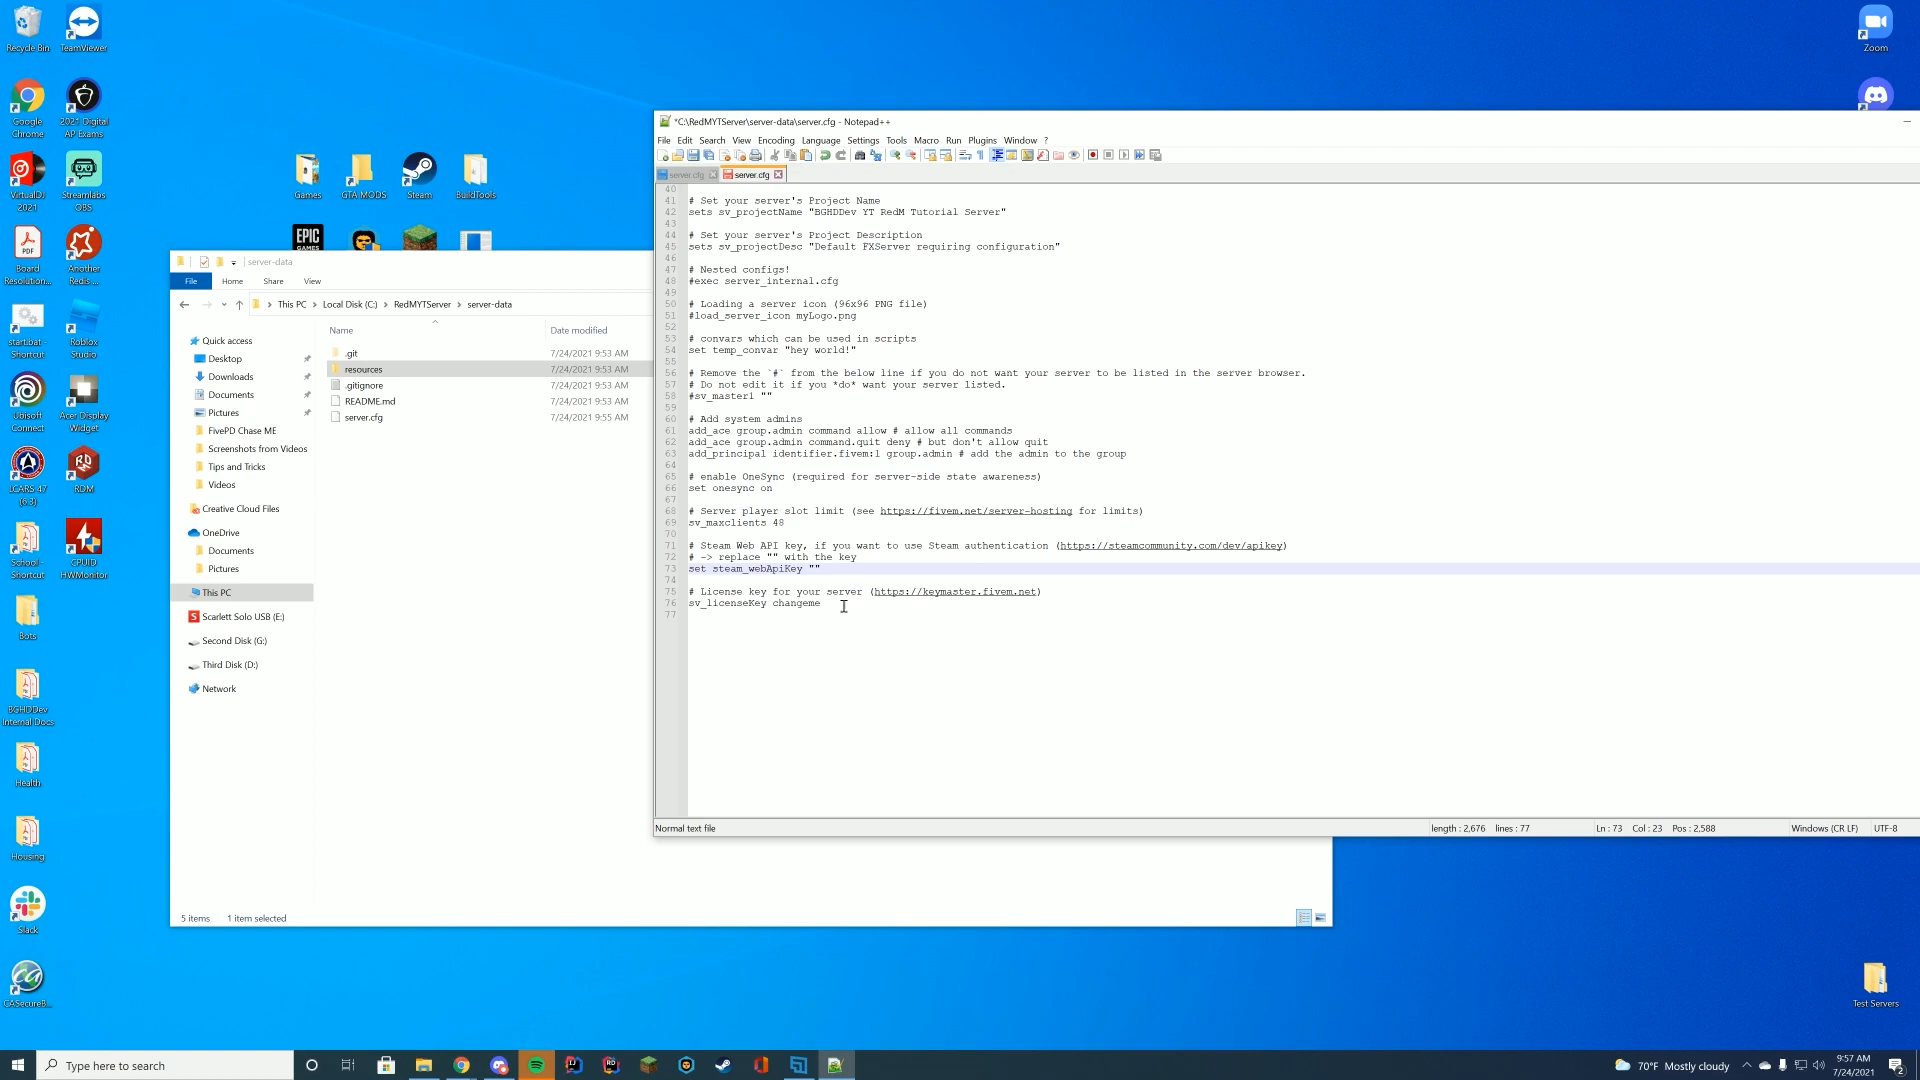 Recycle Bin
TeamViewer
Google Chrome
2021 Digital AP Exams
VirtualDJ 2021
Streamlabs OBS
Board Resolution...
Another Redis ...
start.bat - Shortcut
Roblox Studio
Ubisoft Connect
Acer Display Widget
LCARS 47 (6.3)
RDM
School - Shortcut
CPUID HWMonitor
Bots
BGHDDev Internal Docs
Health
Housing
Slack
CASecureB...
Games
GTA MODS
Steam
BuildTools
EPIC GAMES
Zoom
Test Servers
server-data
File Home Share View
This PC > Local Disk (C:) > RedMYTServer > server-data
Name Date modified
Quick access
Desktop
Downloads
Documents
Pictures
FivePD Chase ME
Screenshots from Videos
Tips and Tricks
Videos
Creative Cloud Files
OneDrive
Documents
Pictures
This PC
Scarlett Solo USB (E:)
Second Disk (G:)
Third Disk (D:)
Network
.git 7/24/2021 9:53 AM
resources 7/24/2021 9:53 AM
.gitignore 7/24/2021 9:53 AM
README.md 7/24/2021 9:53 AM
server.cfg 7/24/2021 9:55 AM
5 items 1 item selected
*C:\RedMYTServer\server-data\server.cfg - Notepad++
File Edit Search View Encoding Language Settings Tools Macro Run Plugins Window ?
server.cfg server.cfg
40
41 # Set your server's Project Name
42 sets sv_projectName "BGHDDev YT RedM Tutorial Server"
43
44 # Set your server's Project Description
45 sets sv_projectDesc "Default FXServer requiring configuration"
46
47 # Nested configs!
48 #exec server_internal.cfg
49
50 # Loading a server icon (96x96 PNG file)
51 #load_server_icon myLogo.png
52
53 # convars which can be used in scripts
54 set temp_convar "hey world!"
55
56 # Remove the `#` from the below line if you do not want your server to be listed in the server browser.
57 # Do not edit it if you *do* want your server listed.
58 #sv_master1 ""
59
60 # Add system admins
61 add_ace group.admin command allow # allow all commands
62 add_ace group.admin command.quit deny # but don't allow quit
63 add_principal identifier.fivem:1 group.admin # add the admin to the group
64
65 # enable OneSync (required for server-side state awareness)
66 set onesync on
67
68 # Server player slot limit (see https://fivem.net/server-hosting for limits)
69 sv_maxclients 48
70
71 # Steam Web API key, if you want to use Steam authentication (https://steamcommunity.com/dev/apikey)
72 # -> replace "" with the key
73 set steam_webApiKey ""
74
75 # License key for your server (https://keymaster.fivem.net)
76 sv_licenseKey changeme
77
Normal text file length : 2,676 lines : 77 Ln : 73 Col : 23 Pos : 2,588 Windows (CR LF) UTF-8
Type here to search
70°F Mostly cloudy
9:57 AM
7/24/2021
2